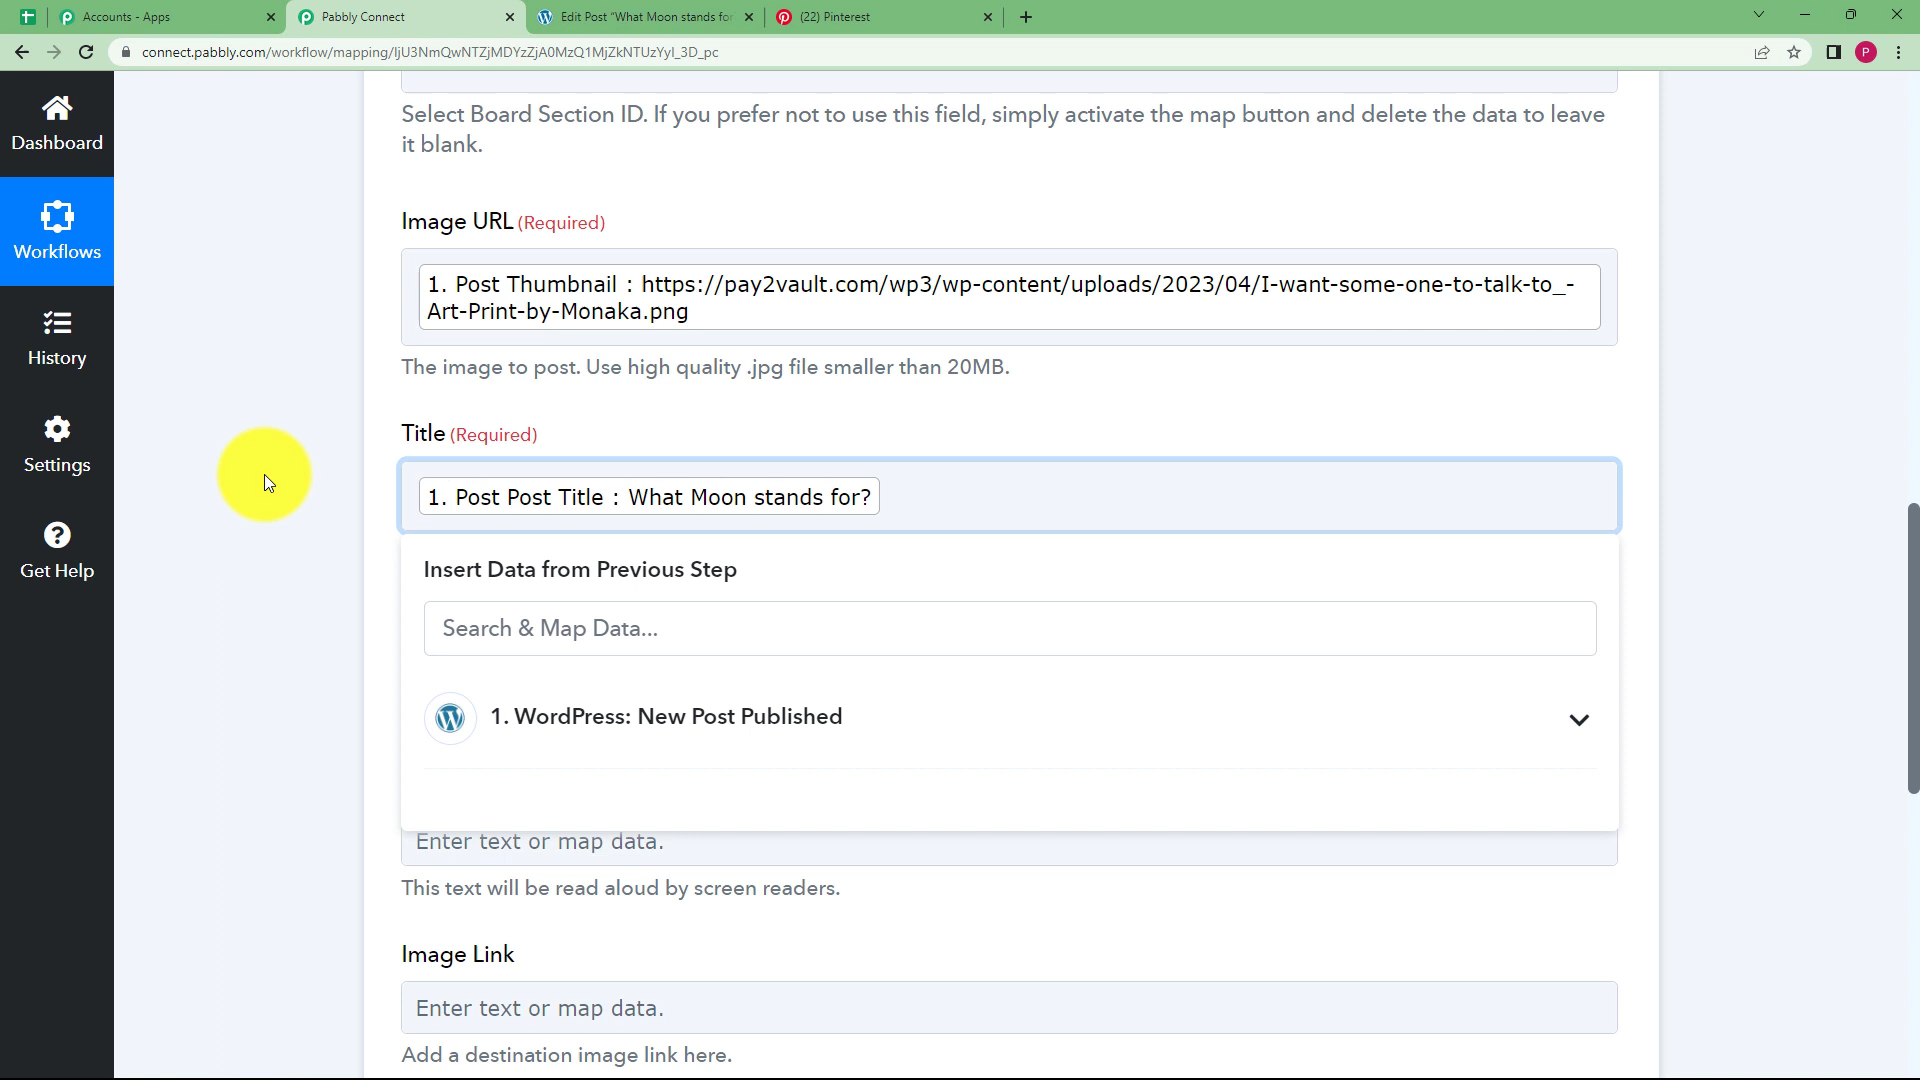 Accounts - Apps
Pabbly Connect
Edit Post "What Moon stands for
(22) Pinterest
P
connect.pabbly.com/workflow/mapping/IjU3NmQwNTZjMDYzZjA0MzQ1MjZkNTUzYyI_3D_pc
Dashboard
Workflows
History
Settings
Get Help
Select Board Section ID. If you prefer not to use this field, simply activate the map button and delete the data to leave
it blank.
Image URL (Required)
1. Post Thumbnail : https://pay2vault.com/wp3/wp-content/uploads/2023/04/I-want-some-one-to-talk-to_-
Art-Print-by-Monaka.png
The image to post. Use high quality .jpg file smaller than 20MB.
Title (Required)
1. Post Post Title : What Moon stands for?
Insert Data from Previous Step
Search & Map Data...
1. WordPress: New Post Published
Enter text or map data.
This text will be read aloud by screen readers.
Image Link
Enter text or map data.
Add a destination image link here.